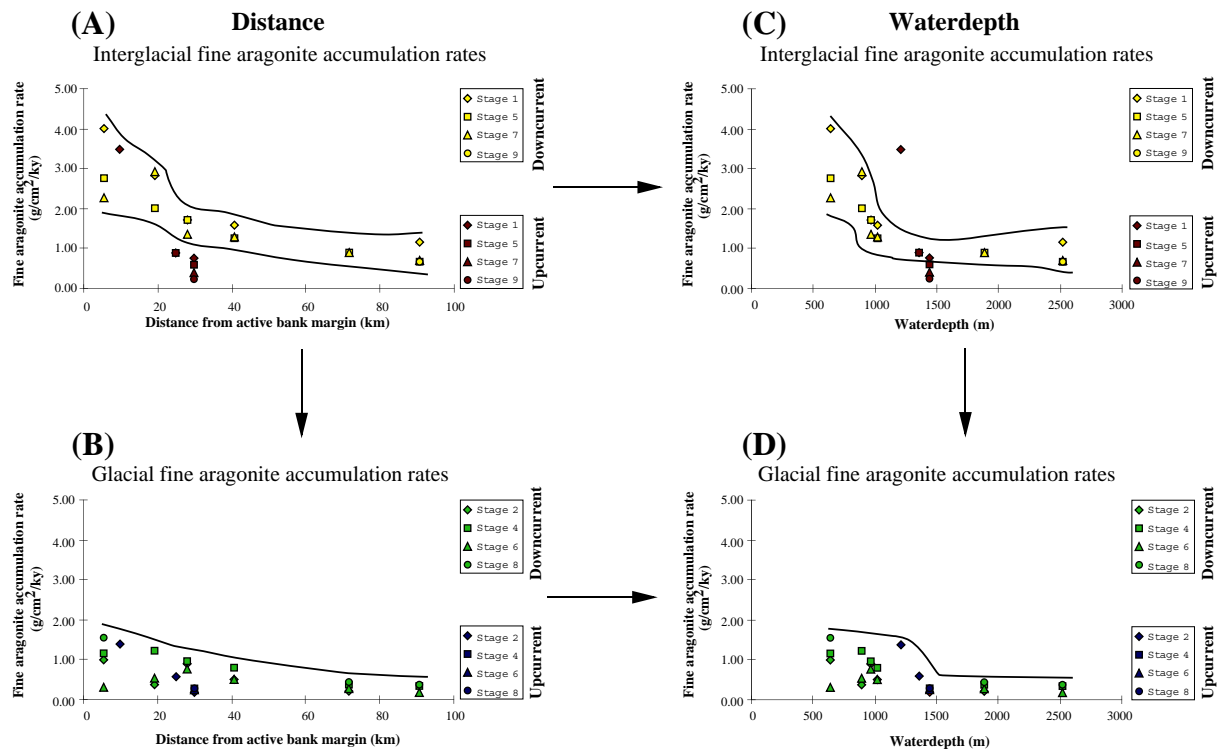 (A)
Distance
Interglacial fine aragonite accumulation rates
Fine aragonite accumulation rate
(g/cm²/ky)
5.00
4.00
3.00
2.00
1.00
0.00
0
20
40
60
80
100
Distance from active bank margin (km)
Stage 1
Stage 5
Stage 7
Stage 9
Downcurrent
Stage 1
Stage 5
Stage 7
Stage 9
Upcurrent
(C)
Waterdepth
Interglacial fine aragonite accumulation rates
Fine aragonite accumulation rate
(g/cm²/ky)
5.00
4.00
3.00
2.00
1.00
0.00
0
500
1000
1500
2000
2500
3000
Waterdepth (m)
Stage 1
Stage 5
Stage 7
Stage 9
Downcurrent
Stage 1
Stage 5
Stage 7
Stage 9
Upcurrent
(B)
Glacial fine aragonite accumulation rates
Fine aragonite accumulation rate
(g/cm²/ky)
5.00
4.00
3.00
2.00
1.00
0.00
0
20
40
60
80
100
Distance from active bank margin (km)
Stage 2
Stage 4
Stage 6
Stage 8
Downcurrent
Stage 2
Stage 4
Stage 6
Stage 8
Upcurrent
(D)
Glacial fine aragonite accumulation rates
Fine aragonite accumulation rate
(g/cm²/ky)
5.00
4.00
3.00
2.00
1.00
0.00
0
500
1000
1500
2000
2500
3000
Waterdepth (m)
Stage 2
Stage 4
Stage 6
Stage 8
Downcurrent
Stage 2
Stage 4
Stage 6
Stage 8
Upcurrent